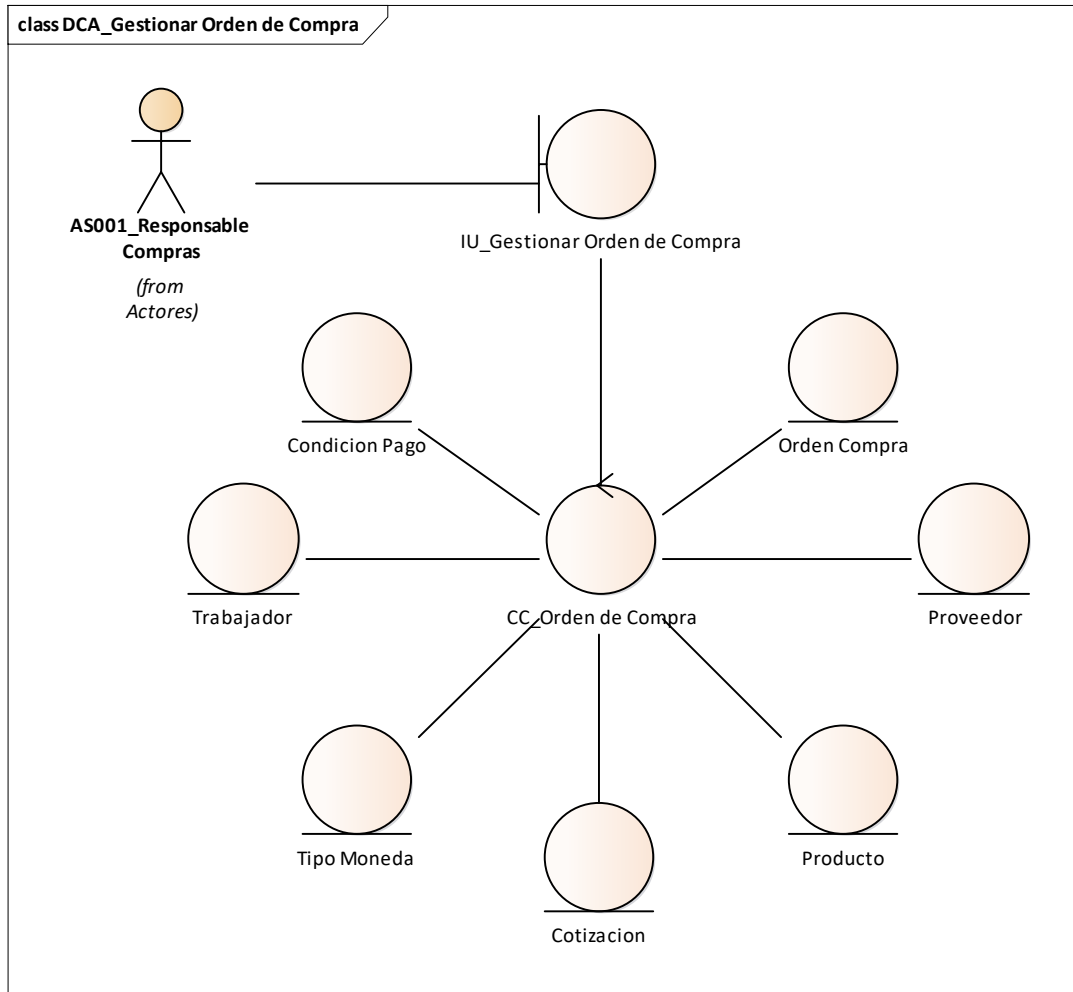 class DCA_Gestionar Orden de Compra
AS001_Responsable
Compras
(from
Actores)
IU_Gestionar Orden de Compra
Condicion Pago
Orden Compra
Trabajador
CC_Orden de Compra
Proveedor
Tipo Moneda
Producto
Cotizacion